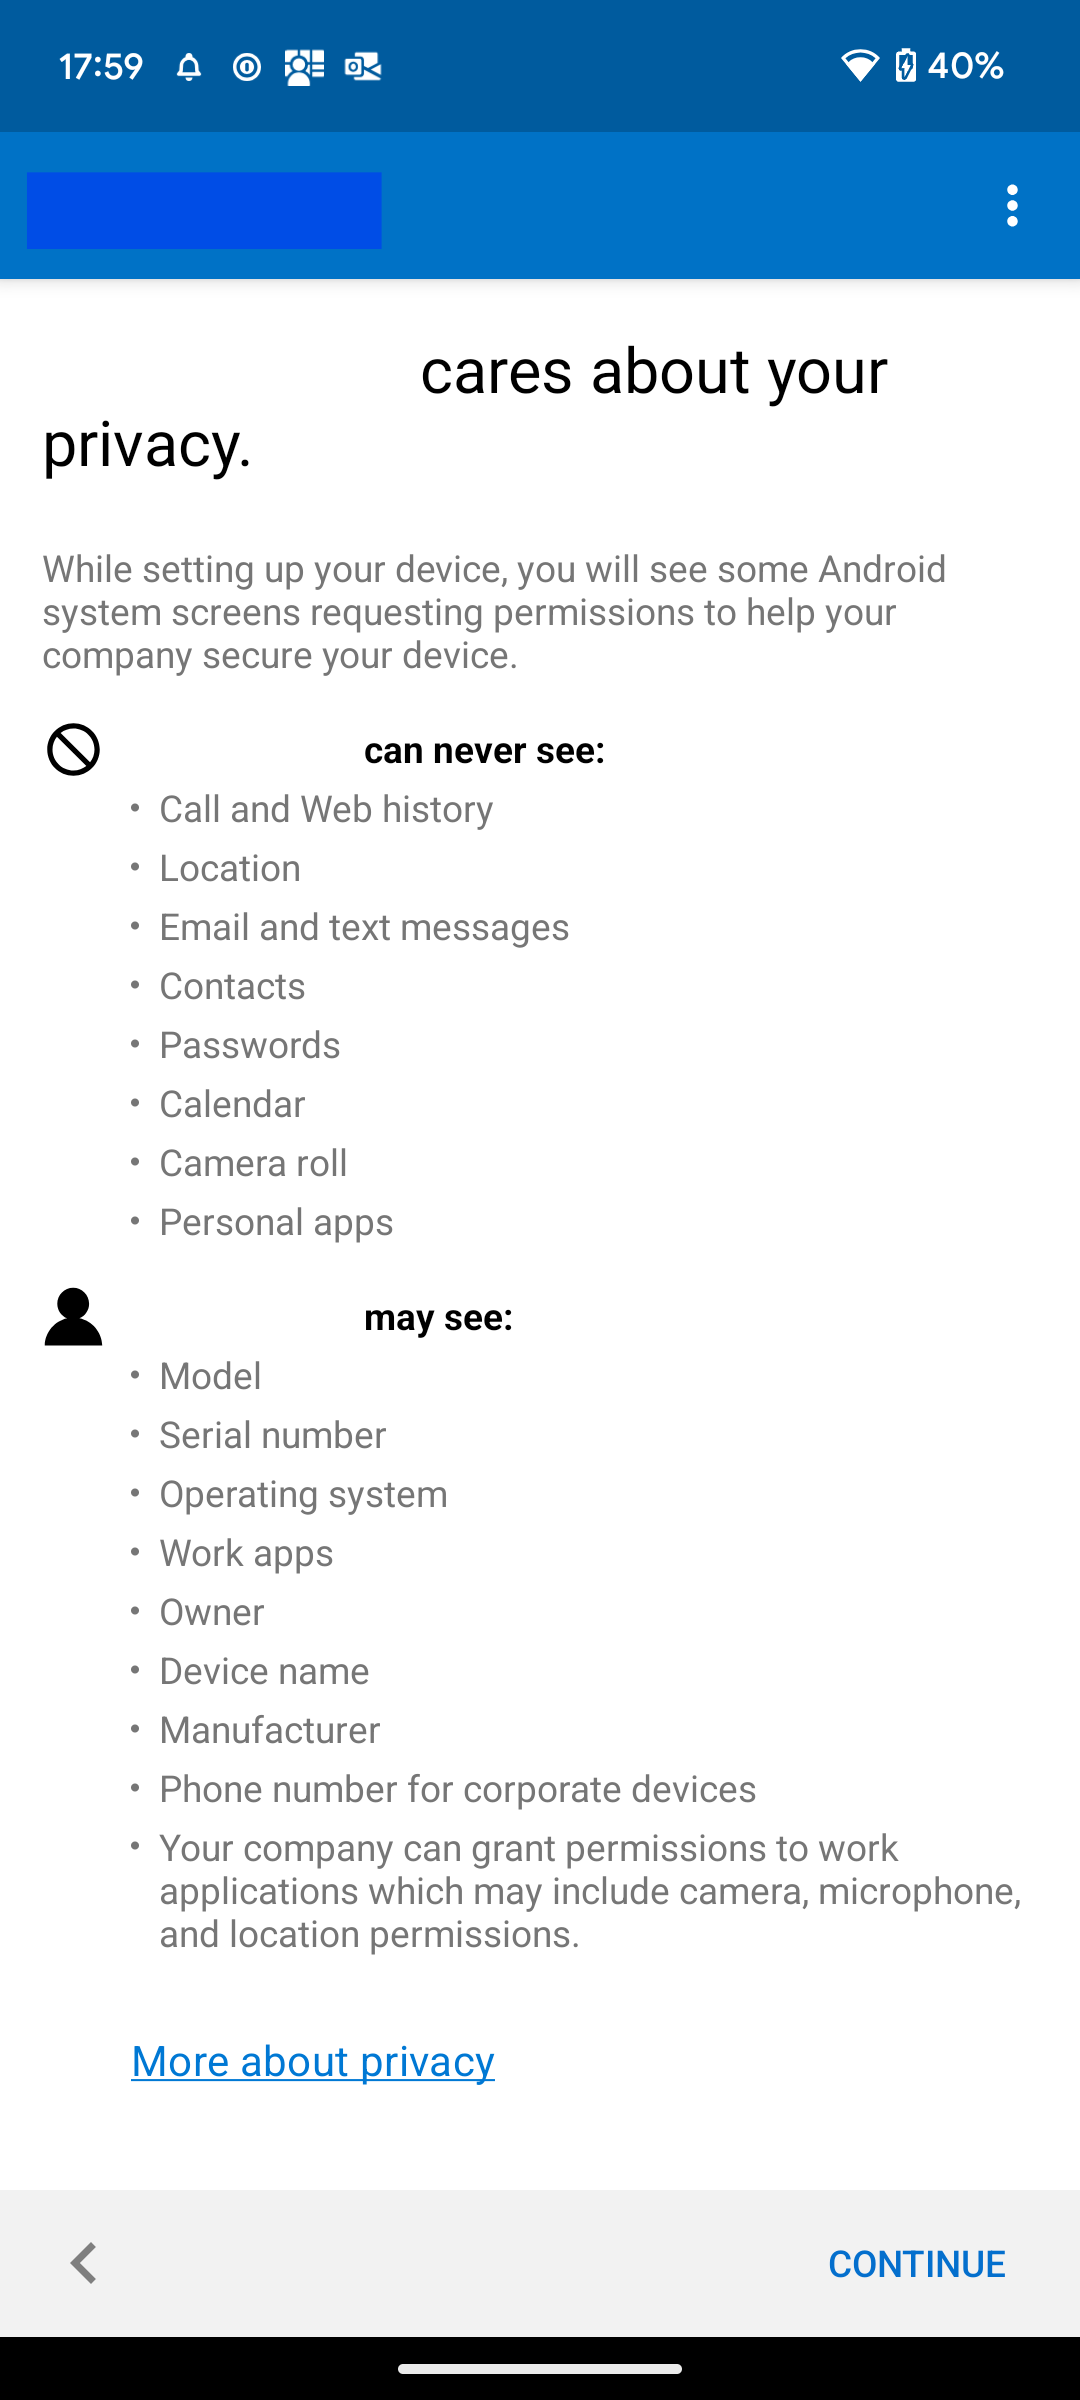 17:59 40%
cares about your
privacy.
While setting up your device, you will see some Android
system screens requesting permissions to help your
company secure your device.
can never see:
• Call and Web history
• Location
• Email and text messages
• Contacts
• Passwords
• Calendar
• Camera roll
• Personal apps
may see:
• Model
• Serial number
• Operating system
• Work apps
• Owner
• Device name
• Manufacturer
• Phone number for corporate devices
• Your company can grant permissions to work
applications which may include camera, microphone,
and location permissions.
More about privacy
CONTINUE